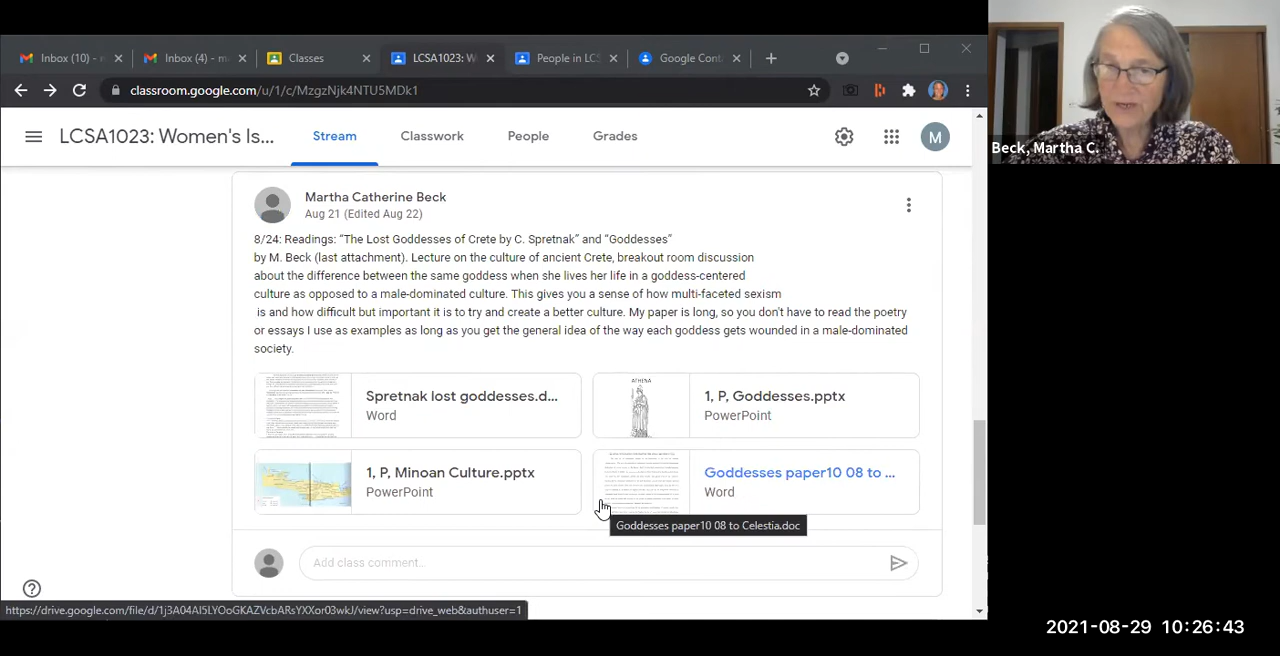 Inbox (10) -
Inbox (4) - m
Classes
LCSA1023: W
People in LCS
Google Cont
classroom.google.com/u/1/c/MzgzNjk4NTU5MDk1
LCSA1023: Women's Is...
Stream
Classwork
People
Grades
M
Beck, Martha C.
Martha Catherine Beck
Aug 21 (Edited Aug 22)
8/24: Readings: “The Lost Goddesses of Crete by C. Spretnak” and “Goddesses”
by M. Beck (last attachment). Lecture on the culture of ancient Crete, breakout room discussion
about the difference between the same goddess when she lives her life in a goddess-centered
culture as opposed to a male-dominated culture. This gives you a sense of how multi-faceted sexism
is and how difficult but important it is to try and create a better culture. My paper is long, so you don't have to read the poetry
or essays I use as examples as long as you get the general idea of the way each goddess gets wounded in a male-dominated
society.
Spretnak lost goddesses.d...
Word
ATHENA
1, P, Goddesses.pptx
PowerPoint
P, Minoan Culture.pptx
PowerPoint
Goddesses paper10 08 to ...
Word
Goddesses paper10 08 to Celestia.doc
Add class comment...
https://drive.google.com/file/d/1j3A04AI5LYOoGKAZVcbARsYXXor03wkJ/view?usp=drive_web&authuser=1
2021-08-29 10:26:43